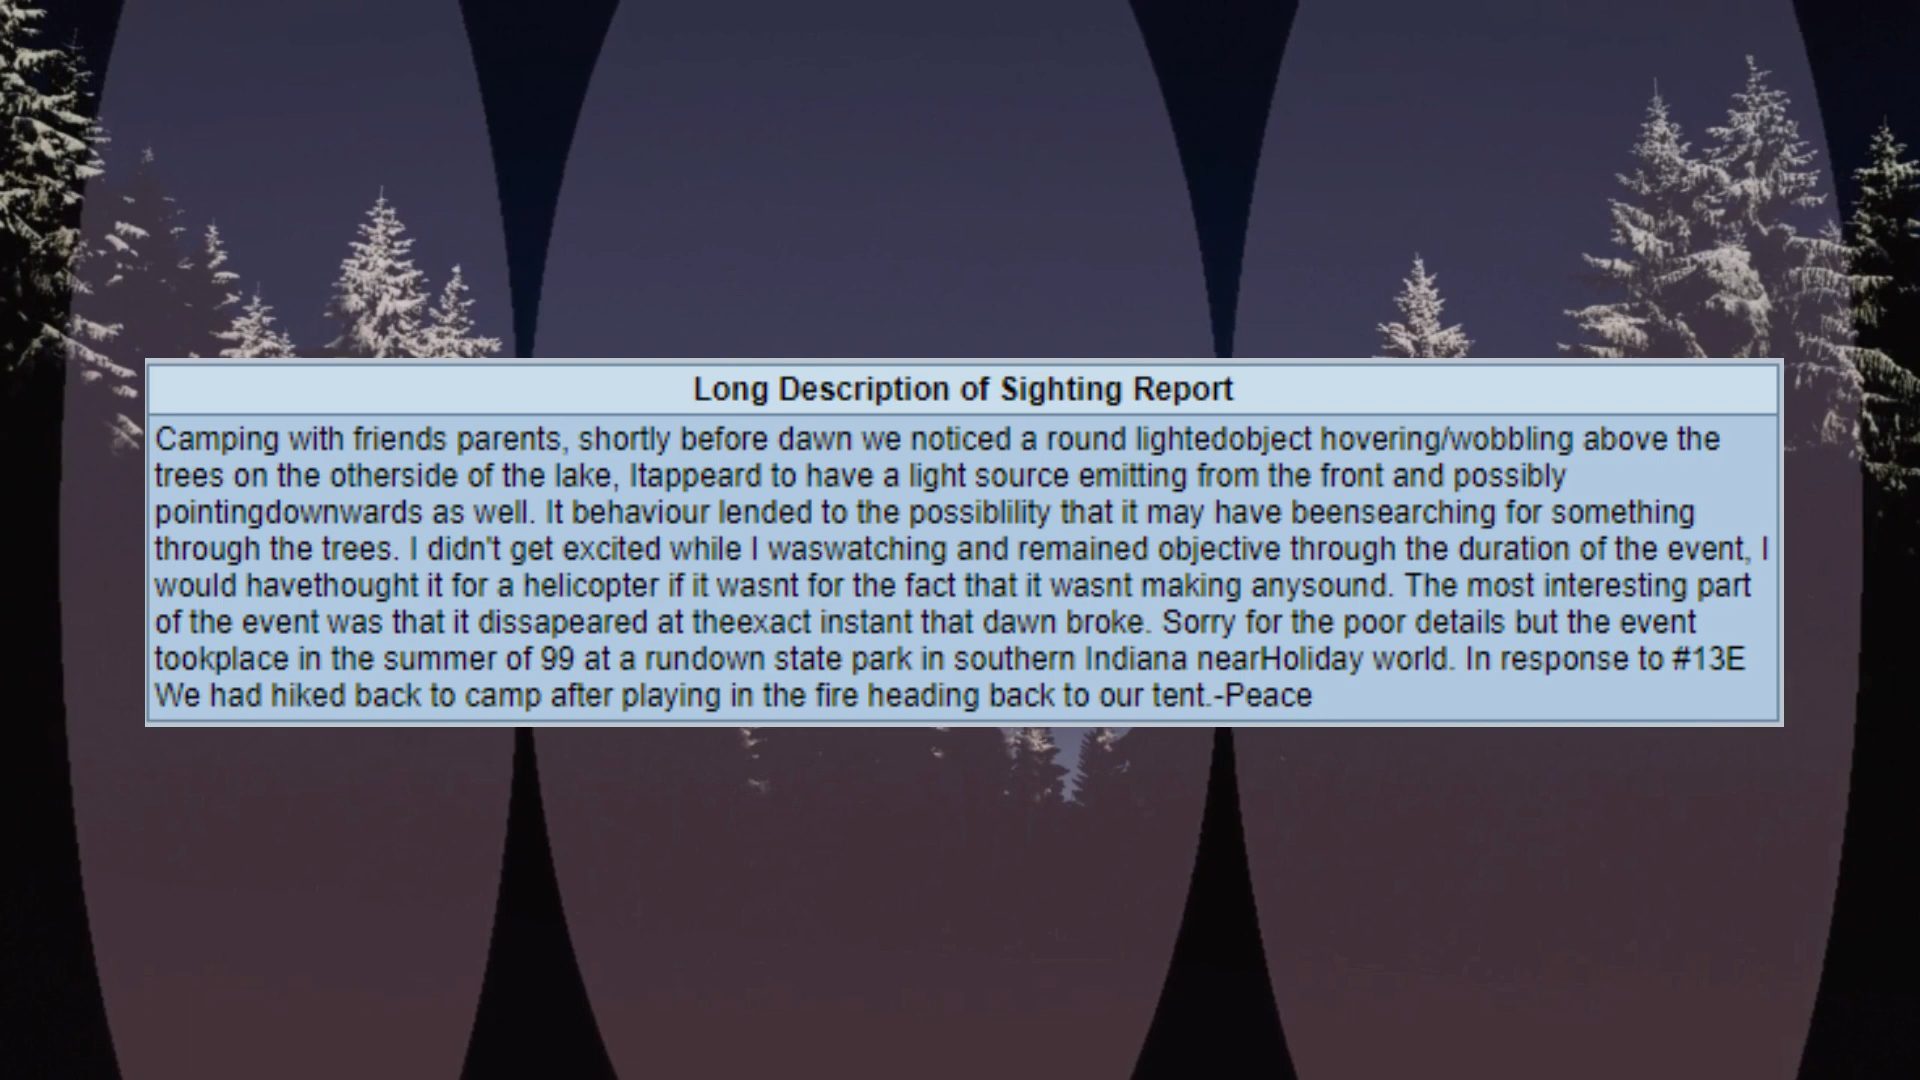 Long Description of Sighting Report
Camping with friends parents, shortly before dawn we noticed a round lightedobject hovering/wobbling above the
trees on the otherside of the lake, Itappeard to have a light source emitting from the front and possibly
pointingdownwards as well. It behaviour lended to the possiblility that it may have beensearching for something
through the trees. I didn't get excited while I waswatching and remained objective through the duration of the event, I
would havethought it for a helicopter if it wasnt for the fact that it wasnt making anysound. The most interesting part
of the event was that it dissapeared at theexact instant that dawn broke. Sorry for the poor details but the event
tookplace in the summer of 99 at a rundown state park in southern Indiana nearHoliday world. In response to #13E
We had hiked back to camp after playing in the fire heading back to our tent.-Peace